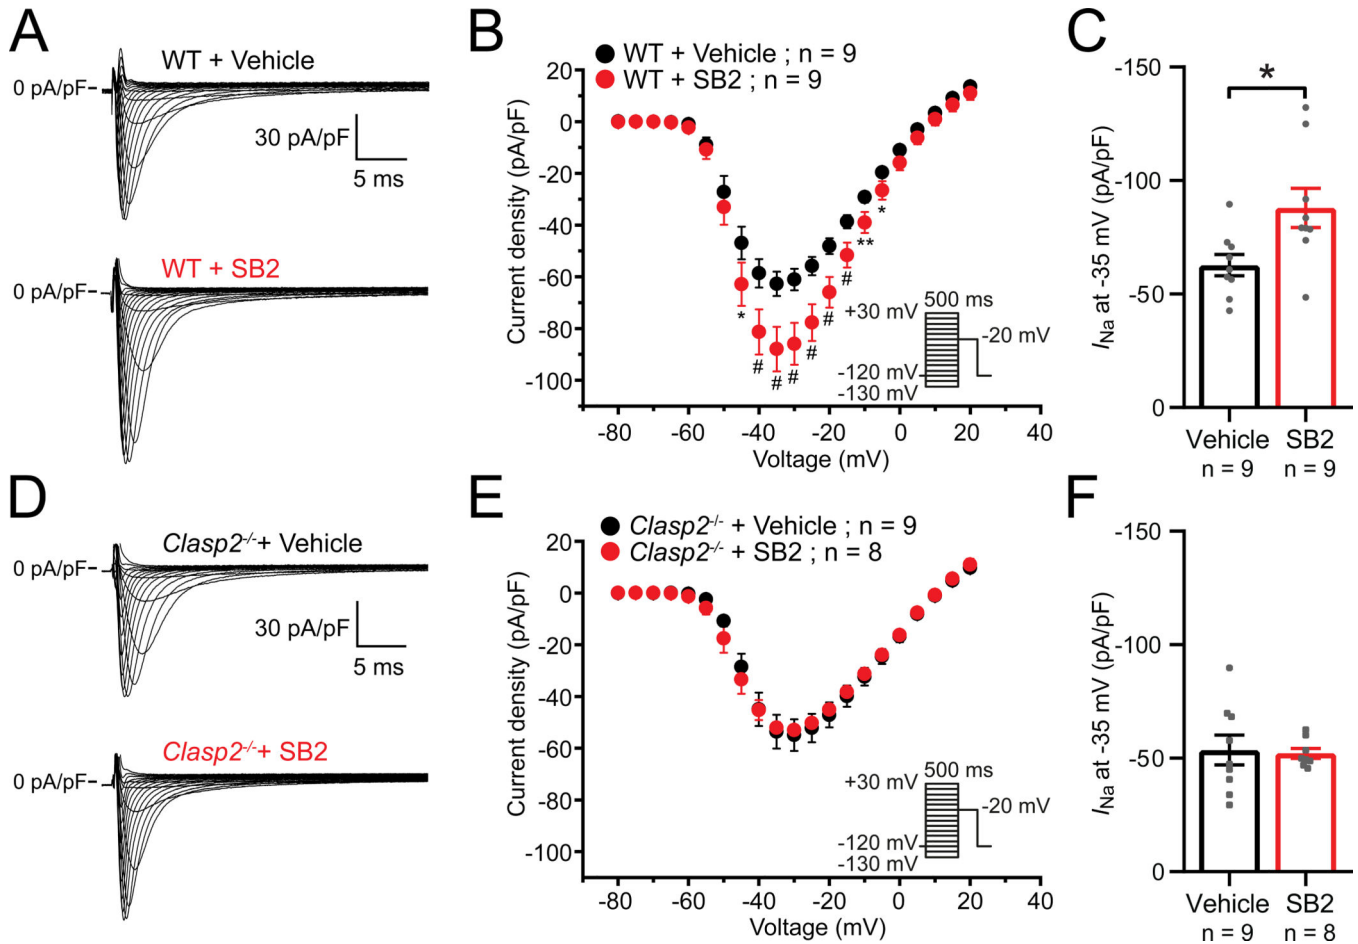 A
WT + Vehicle
0 pA/pF
30 pA/pF
5 ms
WT + SB2
0 pA/pF
B
WT + Vehicle ; n = 9
WT + SB2 ; n = 9
20
0
-20
-40
-60
-80
-100
Current density (pA/pF)
* # # # # # # ** *
500 ms
+30 mV
-20 mV
-120 mV
-130 mV
-80 -60 -40 -20 0 20 40
Voltage (mV)
C
-150
-100
-50
0
INa at -35 mV (pA/pF)
*
Vehicle SB2
n = 9 n = 9
D
Clasp2-/-+ Vehicle
0 pA/pF
30 pA/pF
5 ms
Clasp2-/-+ SB2
0 pA/pF
E
Clasp2-/- + Vehicle ; n = 9
Clasp2-/- + SB2 ; n = 8
20
0
-20
-40
-60
-80
-100
Current density (pA/pF)
500 ms
+30 mV
-20 mV
-120 mV
-130 mV
-80 -60 -40 -20 0 20 40
Voltage (mV)
F
-150
-100
-50
0
INa at -35 mV (pA/pF)
Vehicle SB2
n = 9 n = 8